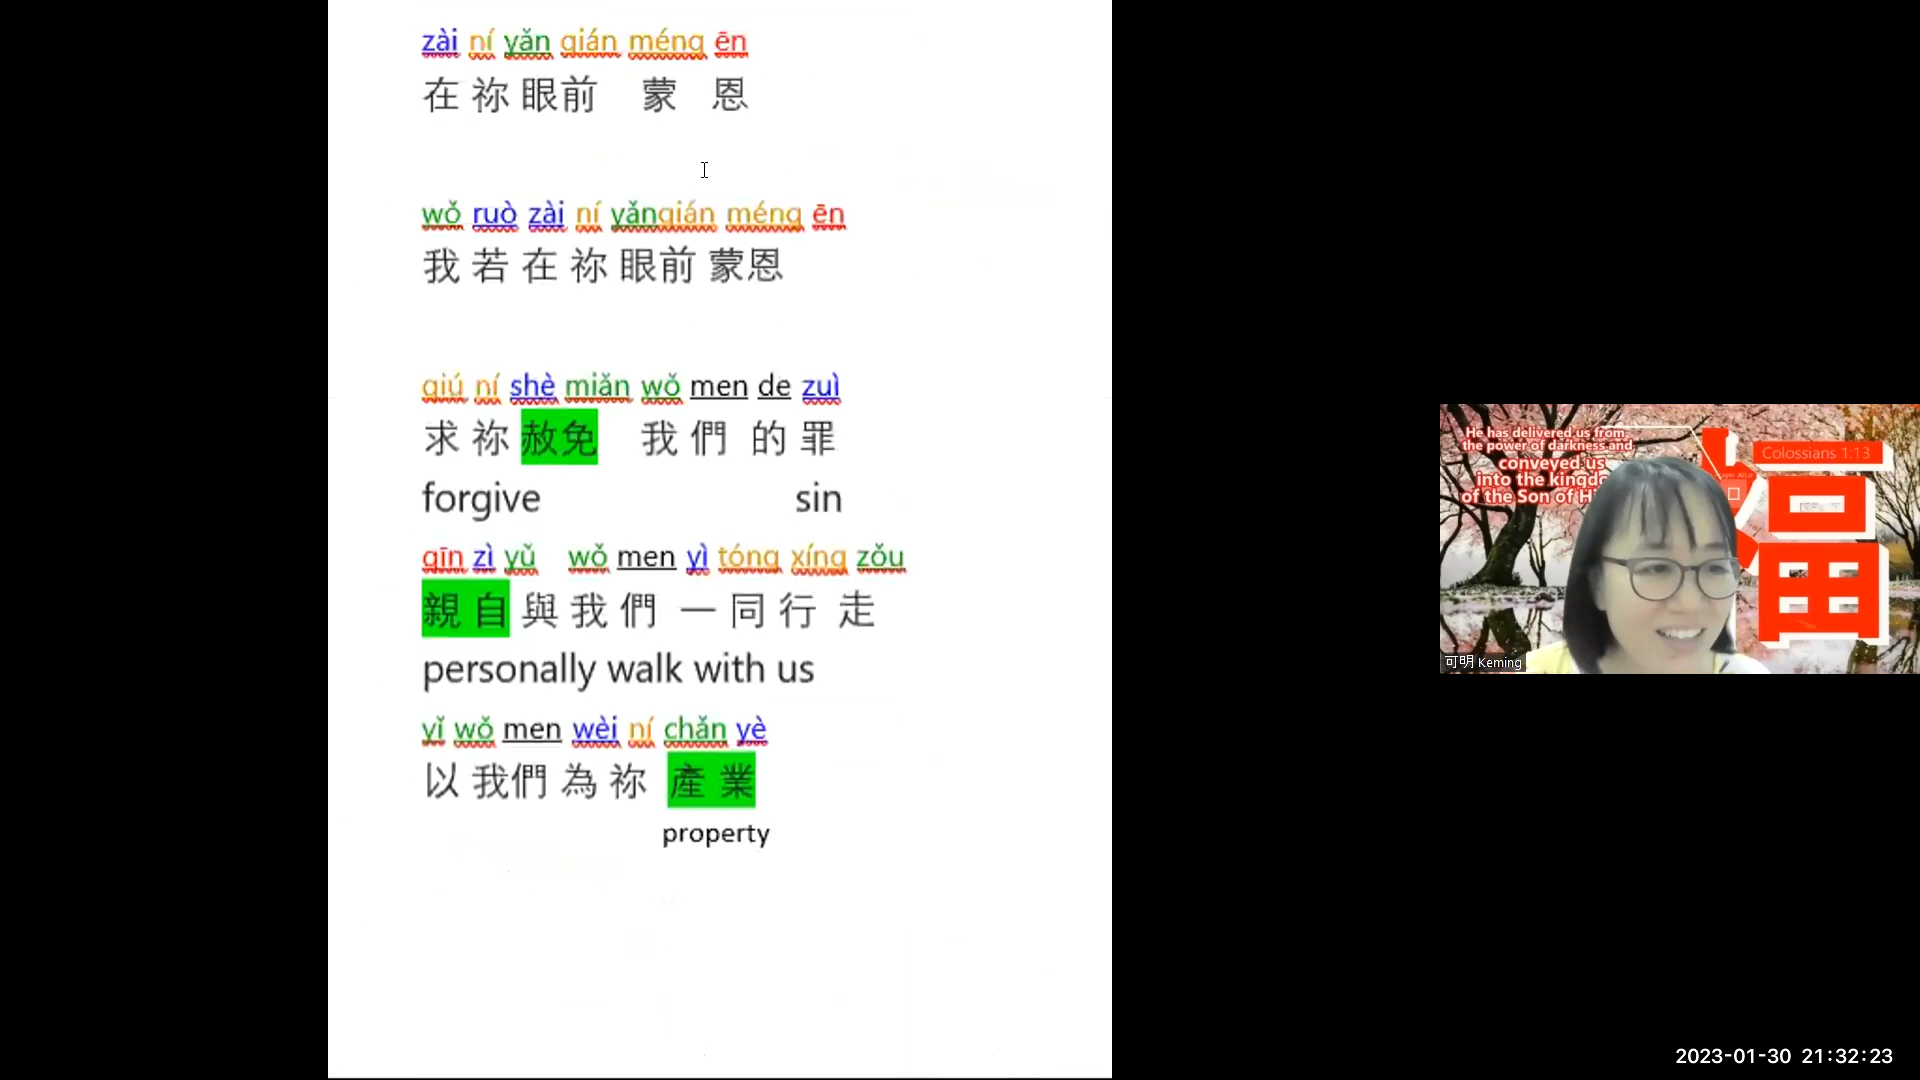 zài ní yǎn qián méng ēn
在 祢 眼前 蒙 恩
wǒ ruò zài ní yǎnqián méng ēn
我 若 在 祢 眼前 蒙恩
qiú ní shè miǎn wǒ men de zuì
求 祢 赦免 我 們 的 罪
forgive sin
qīn zì yǔ wǒ men yì tóng xíng zǒu
親 自 與 我 們 一 同 行 走
personally walk with us
yǐ wǒ men wèi ní chǎn yè
以 我們 為 祢 產 業
property
He has delivered us from
the power of darkness and
conveyed us
into the kingdo
of the Son of H
Colossians 1:13
福
可明 Keming
2023-01-30 21:32:23